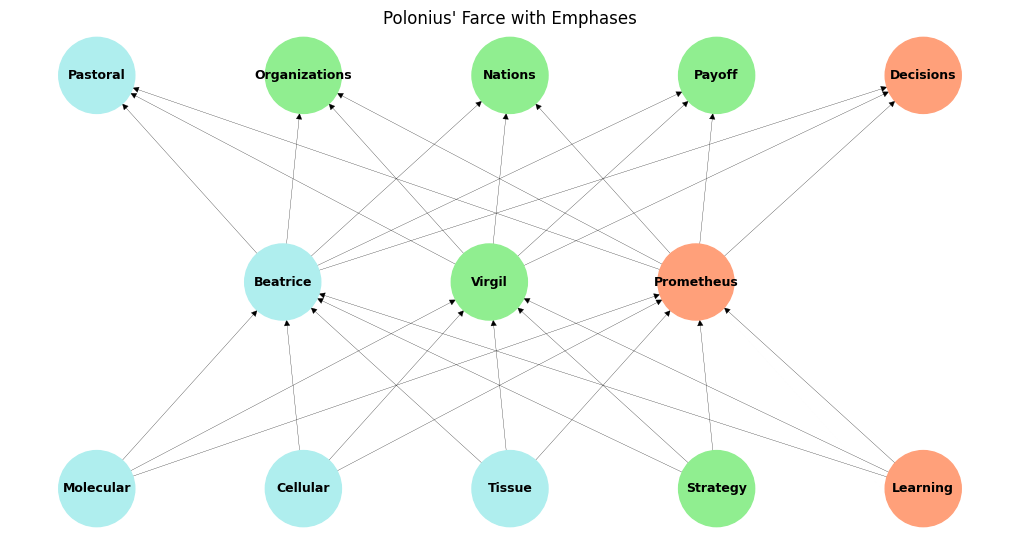 Polonius' Farce with Emphases
Pastoral
Organizations
Nations
Payoff
Decisions
Beatrice
Virgil
Prometheus
Molecular
Cellular
Tissue
Strategy
Learning